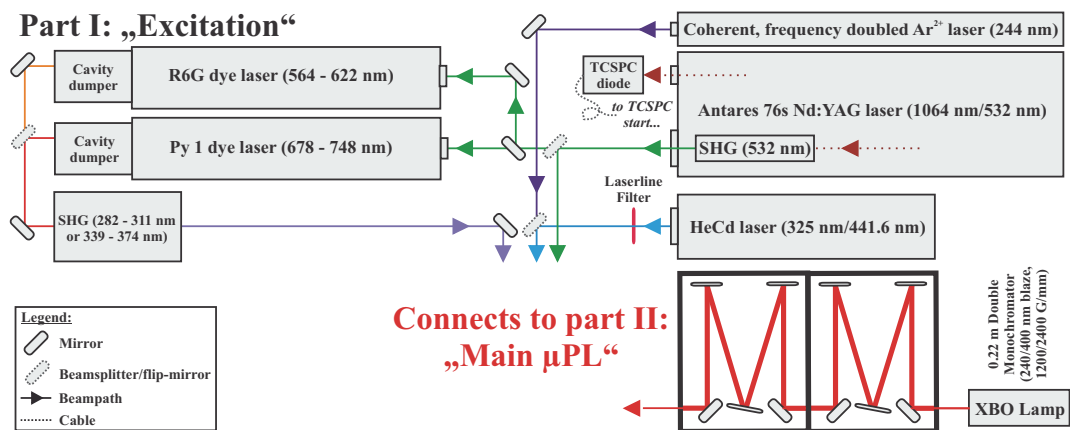 Part I: „Excitation“
Coherent, frequency doubled Ar²⁺ laser (244 nm)
Cavity
dumper
R6G dye laser (564 - 622 nm)
TCSPC
diode
to TCSPC
start...
Antares 76s Nd:YAG laser (1064 nm/532 nm)
Cavity
dumper
Py 1 dye laser (678 - 748 nm)
SHG (532 nm)
Laserline
Filter
SHG (282 - 311 nm
or 339 - 374 nm)
HeCd laser (325 nm/441.6 nm)
Connects to part II:
„Main µPL“
Legend:
Mirror
Beamsplitter/flip-mirror
Beampath
Cable
0.22 m Double
Monochromator
(240/400 nm blaze,
1200/2400 G/mm)
XBO Lamp